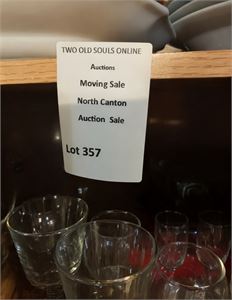 TWO OLD SOULS ONLINE
Auctions
Moving Sale
North Canton
Auction Sale
Lot 357